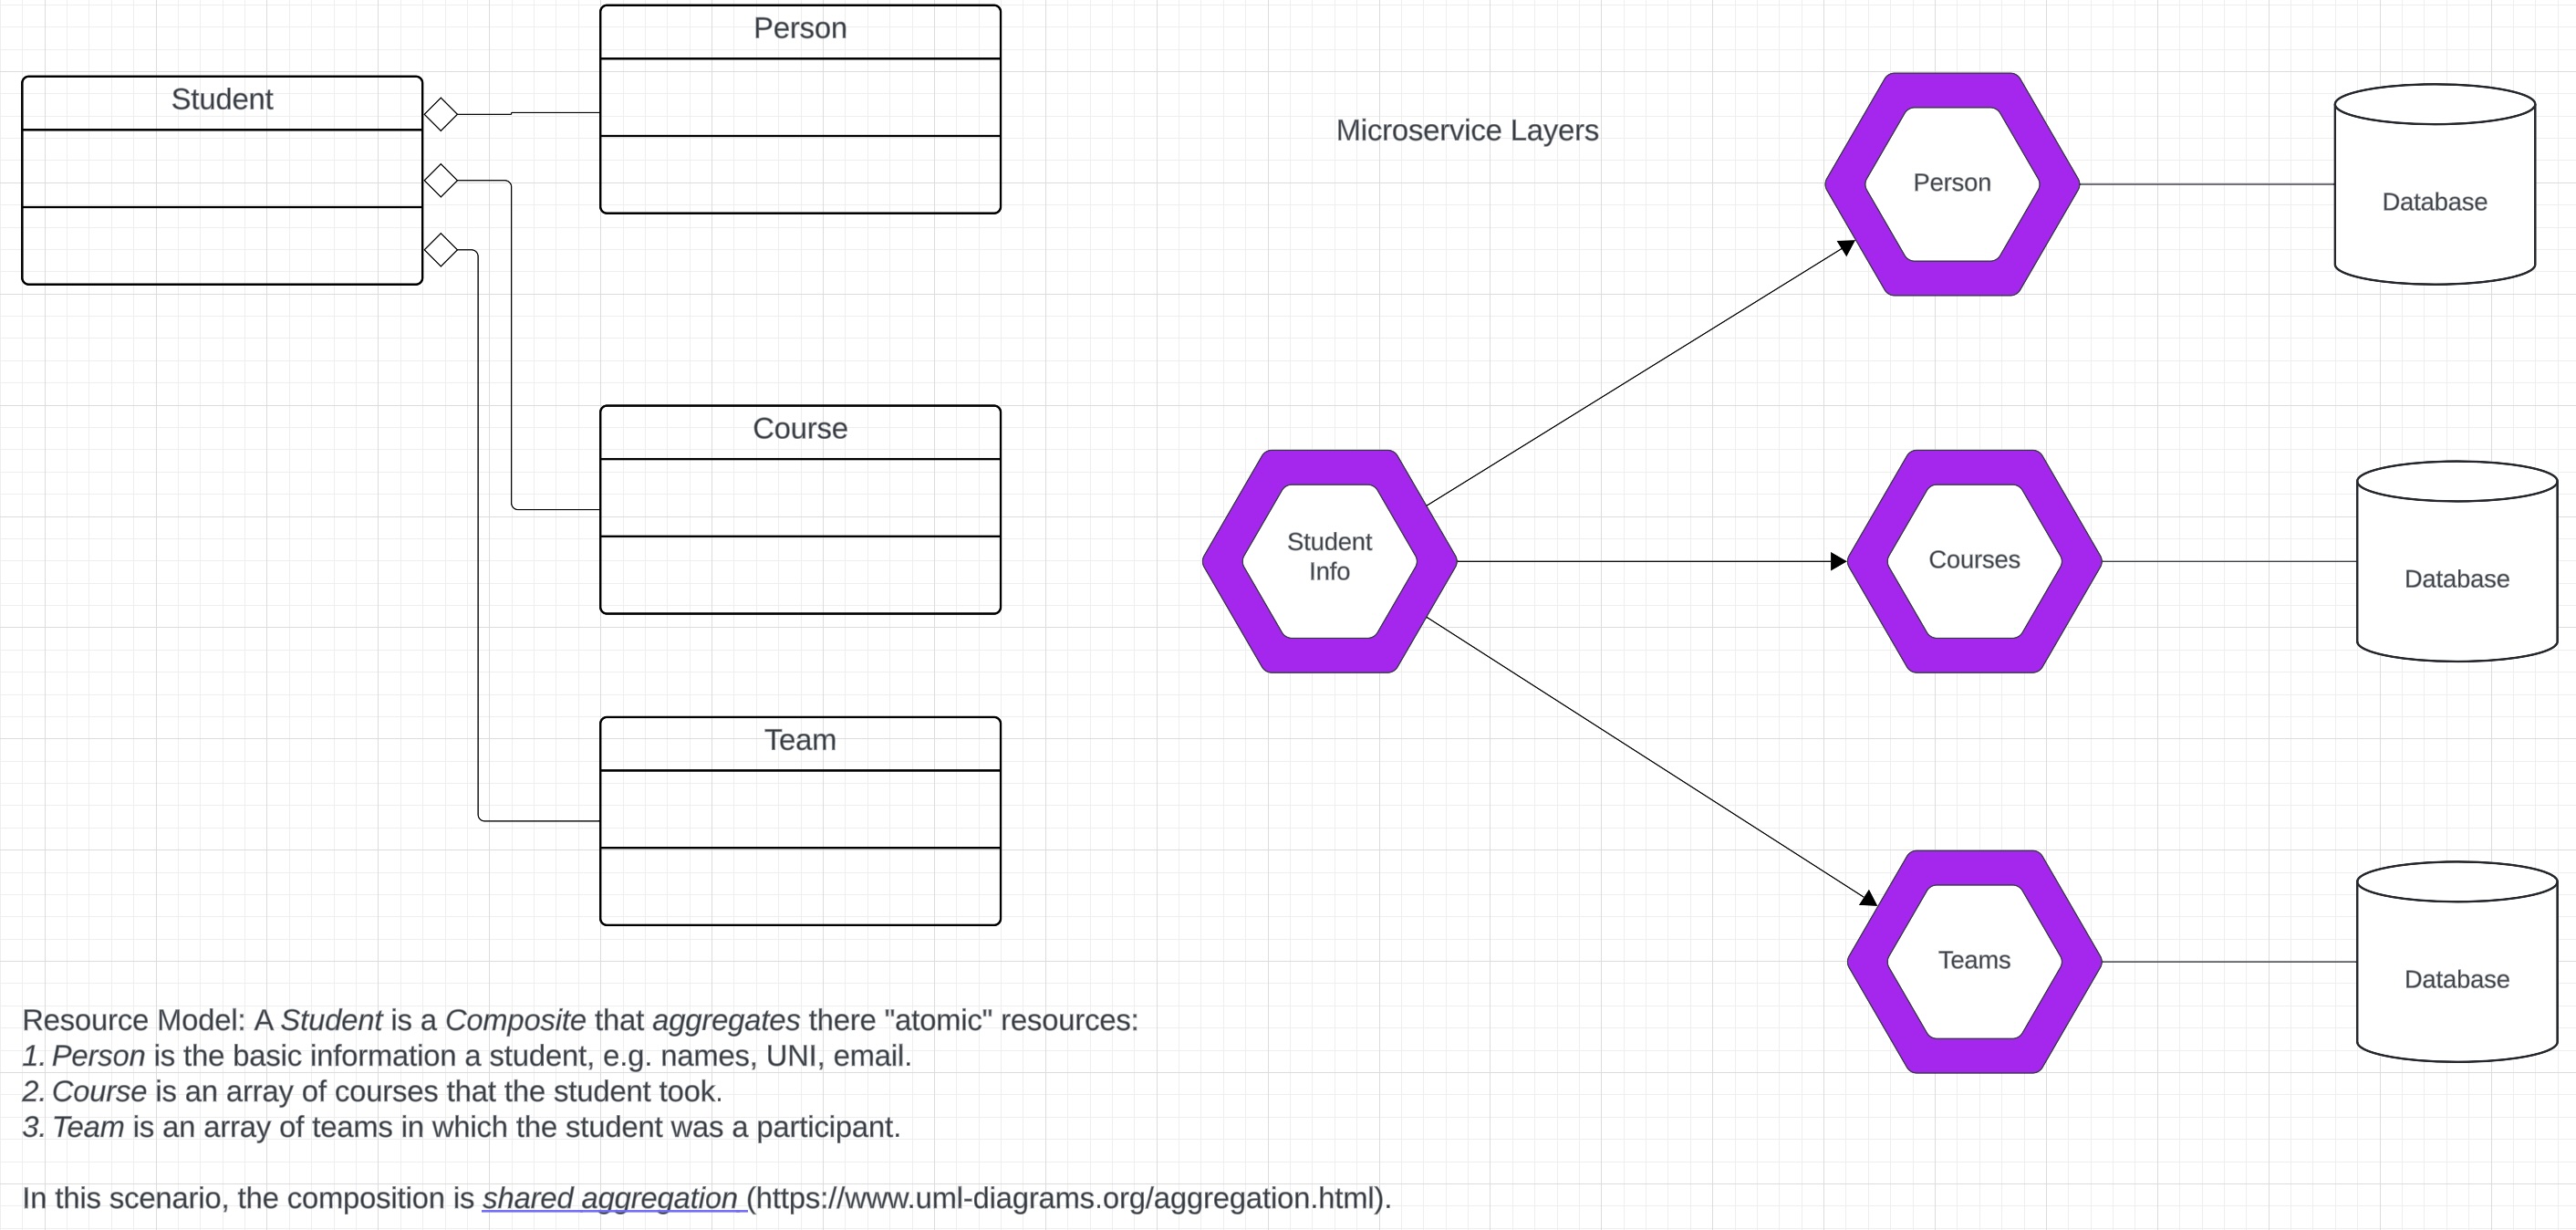 Person
Student
Microservice Layers
Person
Database
Course
Student
Info
Courses
Database
Team
Teams
Database
Resource Model: A Student is a Composite that aggregates there "atomic" resources:
1. Person is the basic information a student, e.g. names, UNI, email.
2. Course is an array of courses that the student took.
3. Team is an array of teams in which the student was a participant.
In this scenario, the composition is shared aggregation (https://www.uml-diagrams.org/aggregation.html).